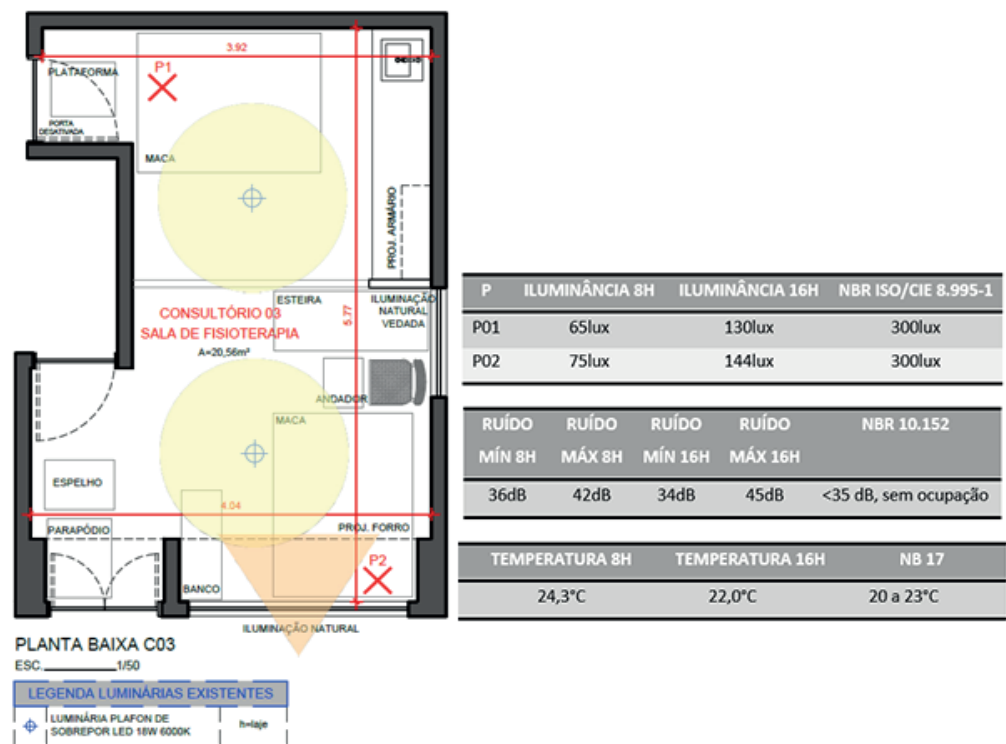 3.92
PLATAFORMA
P1
PORTA
DESATIVADA
MACA
PROJ. ARMÁRIO
ESTEIRA
ILUMINAÇÃO
NATURAL
VEDADA
CONSULTÓRIO 03
SALA DE FISIOTERAPIA
A=20,56m²
5.77
ANDADOR
MACA
ESPELHO
4.04
PARAPÓDIO
PROJ. FORRO
P2
BANCO
ILUMINAÇÃO NATURAL
PLANTA BAIXA C03
ESC. 1/50
LEGENDA LUMINÁRIAS EXISTENTES
LUMINÁRIA PLAFON DE
SOBREPOR LED 18W 6000K
h=laje
P ILUMINÂNCIA 8H ILUMINÂNCIA 16H NBR ISO/CIE 8.995-1
P01 65lux 130lux 300lux
P02 75lux 144lux 300lux
RUÍDO RUÍDO RUÍDO RUÍDO NBR 10.152
MÍN 8H MÁX 8H MÍN 16H MÁX 16H
36dB 42dB 34dB 45dB <35 dB, sem ocupação
TEMPERATURA 8H TEMPERATURA 16H NB 17
24,3°C 22,0°C 20 a 23°C